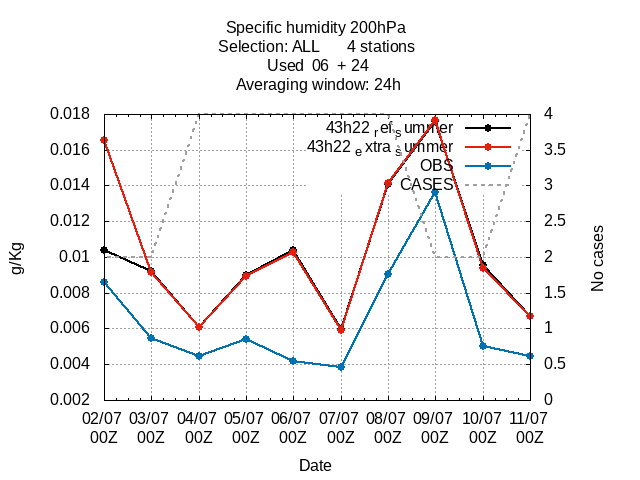 Specific humidity 200hPa
Selection: ALL 4 stations
Used 06 + 24
Averaging window: 24h
43h22 refsummer
43h22 extrasummer
OBS
CASES
0.018
0.016
0.014
0.012
0.01
0.008
0.006
0.004
0.002
g/Kg
4
3.5
3
2.5
2
1.5
1
0.5
0
No cases
02/07 03/07 04/07 05/07 06/07 07/07 08/07 09/07 10/07 11/07
00Z 00Z 00Z 00Z 00Z 00Z 00Z 00Z 00Z 00Z
Date